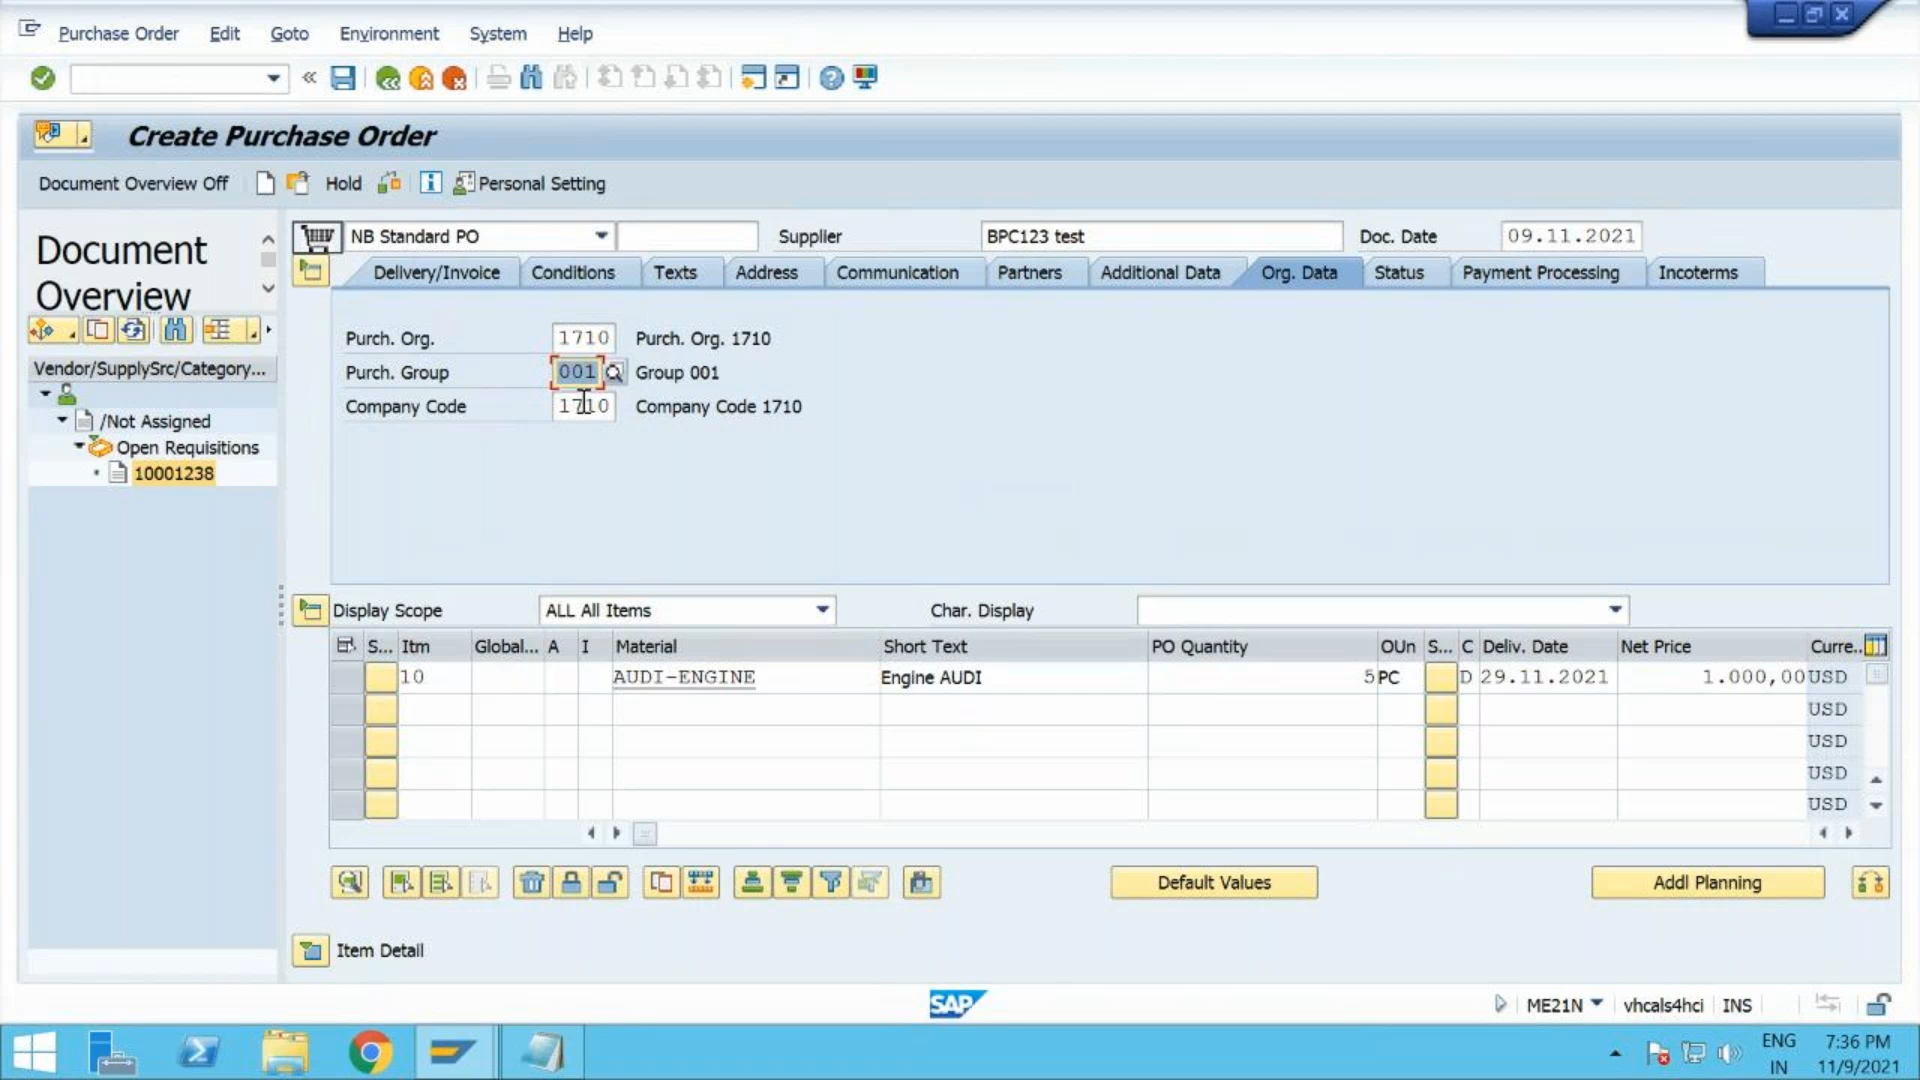 Purchase Order Edit Goto Environment System Help
Create Purchase Order
Document Overview Off Hold Personal Setting
Document Overview
NB Standard PO Supplier BPC123 test Doc. Date 09.11.2021
Delivery/Invoice Conditions Texts Address Communication Partners Additional Data Org. Data Status Payment Processing Incoterms
Vendor/SupplySrc/Category...
/Not Assigned
Open Requisitions
10001238
Purch. Org. 1710 Purch. Org. 1710
Purch. Group 001 Group 001
Company Code 1710 Company Code 1710
Display Scope ALL All Items Char. Display
S... Itm Global... A I Material Short Text PO Quantity OUn S... C Deliv. Date Net Price Curre..
10 AUDI-ENGINE Engine AUDI 5 PC D 29.11.2021 1.000,00 USD
USD
USD
USD
USD
Default Values Addl Planning
Item Detail
SAP ME21N vhcals4hci INS
ENG 7:36 PM
IN 11/9/2021